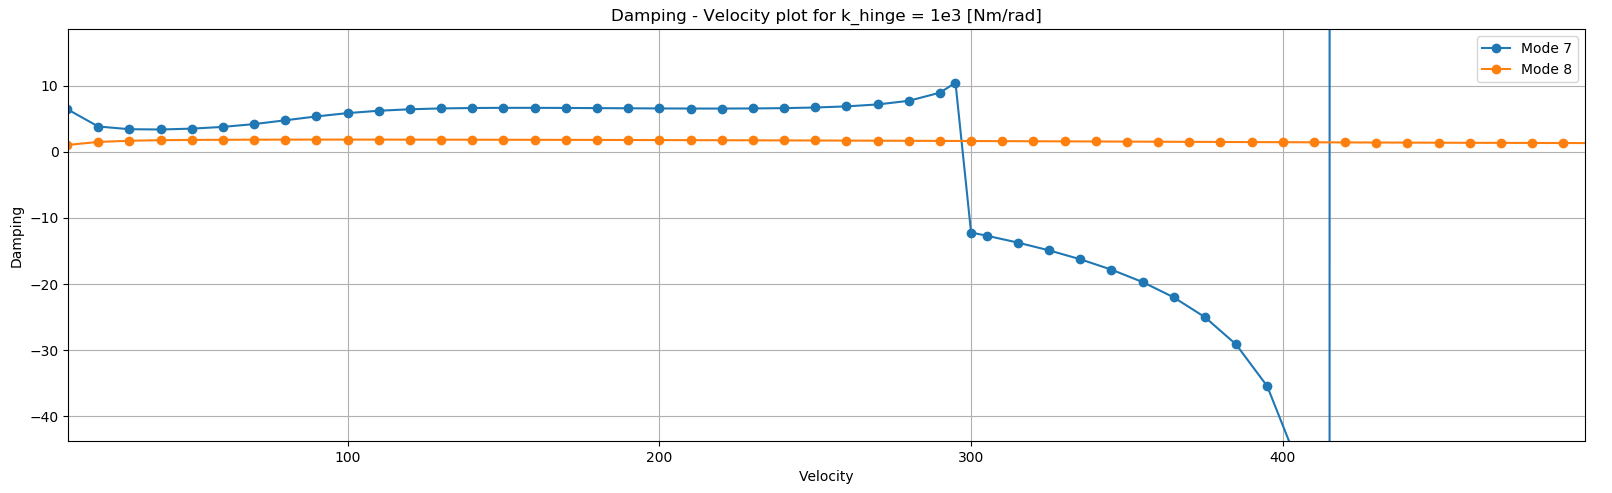 Damping - Velocity plot for k_hinge = 1e3 [Nm/rad]
Mode 7
Mode 8
Damping
10
0
−10
−20
−30
−40
100
200
300
400
Velocity